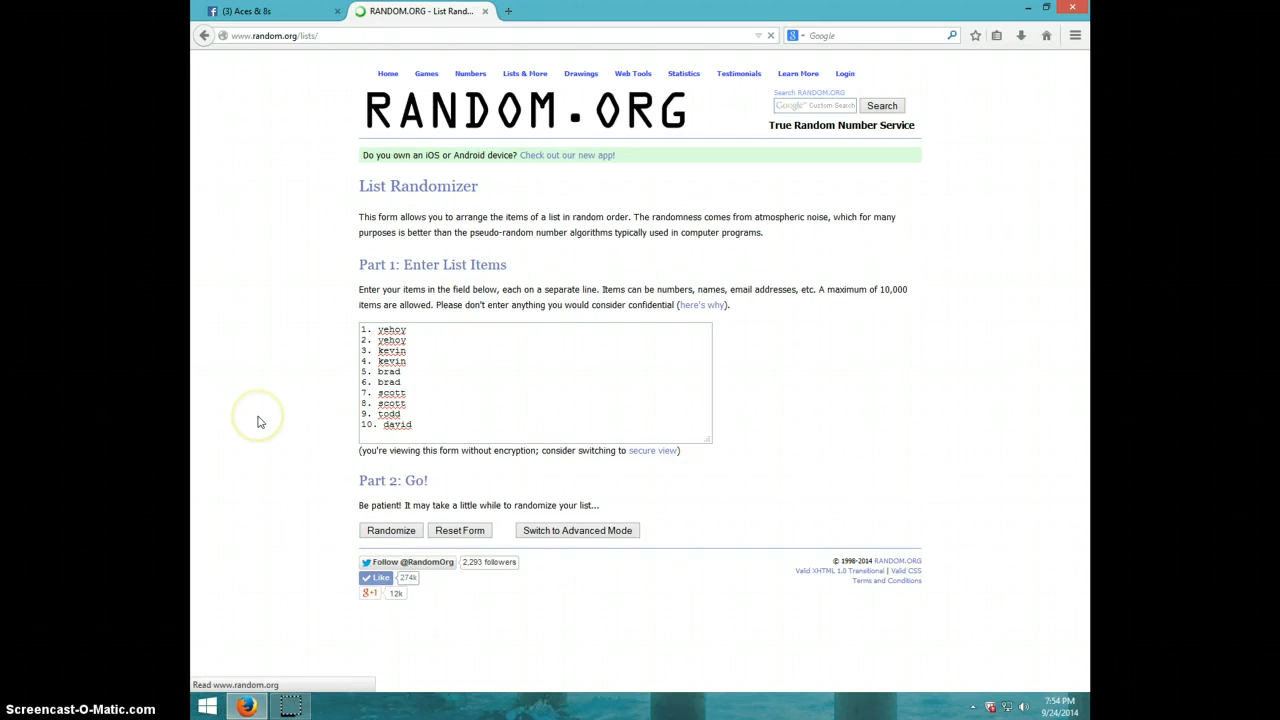 (3) Aces & 8s
RANDOM.ORG - List Rand...
www.random.org/lists/
Google
Home Games Numbers Lists & More Drawings Web Tools Statistics Testimonials Learn More Login
RANDOM.ORG
Search RANDOM.ORG
Google™ Custom Search
Search
True Random Number Service
Do you own an iOS or Android device? Check out our new app!
List Randomizer
This form allows you to arrange the items of a list in random order. The randomness comes from atmospheric noise, which for many
purposes is better than the pseudo-random number algorithms typically used in computer programs.
Part 1: Enter List Items
Enter your items in the field below, each on a separate line. Items can be numbers, names, email addresses, etc. A maximum of 10,000
items are allowed. Please don't enter anything you would consider confidential (here's why).
1. yehoy
2. yehoy
3. kevin
4. kevin
5. brad
6. brad
7. scott
8. scott
9. todd
10. david
(you're viewing this form without encryption; consider switching to secure view)
Part 2: Go!
Be patient! It may take a little while to randomize your list...
Randomize Reset Form Switch to Advanced Mode
Follow @RandomOrg 2,293 followers
Like 274k
g+1 12k
© 1998-2014 RANDOM.ORG
Valid XHTML 1.0 Transitional | Valid CSS
Terms and Conditions
Read www.random.org
7:54 PM
9/24/2014
Screencast-O-Matic.com